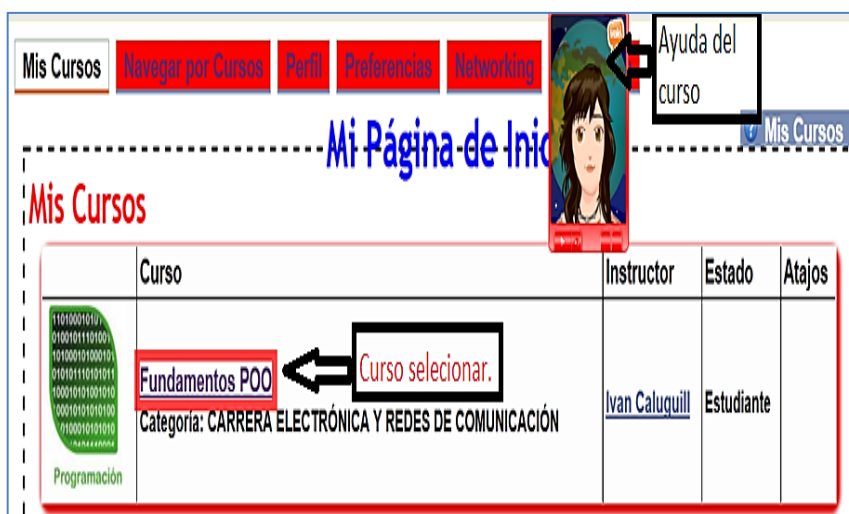 Mis Cursos
Navegar por Cursos
Perfil
Preferencias
Networking
Ayuda del
curso
Mis Cursos
Mi Página de Inic
Mis Cursos
Curso
Instructor
Estado
Atajos
Fundamentos POO
Curso selecionar.
Categoría: CARRERA ELECTRÓNICA Y REDES DE COMUNICACIÓN
Ivan Caluquill
Estudiante
Programación